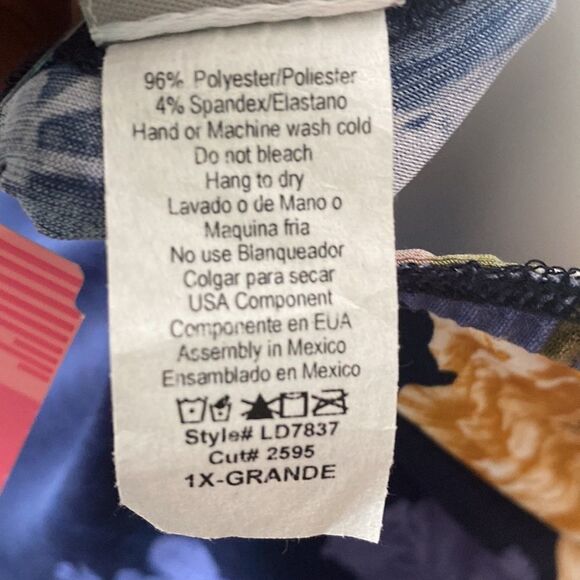 96% Polyester/Poliester
4% Spandex/Elastano
Hand or Machine wash cold
Do not bleach
Hang to dry
Lavado o de Mano o
Maquina fria
No use Blanqueador
Colgar para secar
USA Component
Componente en EUA
Assembly in Mexico
Ensamblado en Mexico
Style# LD7837
Cut# 2595
1X-GRANDE